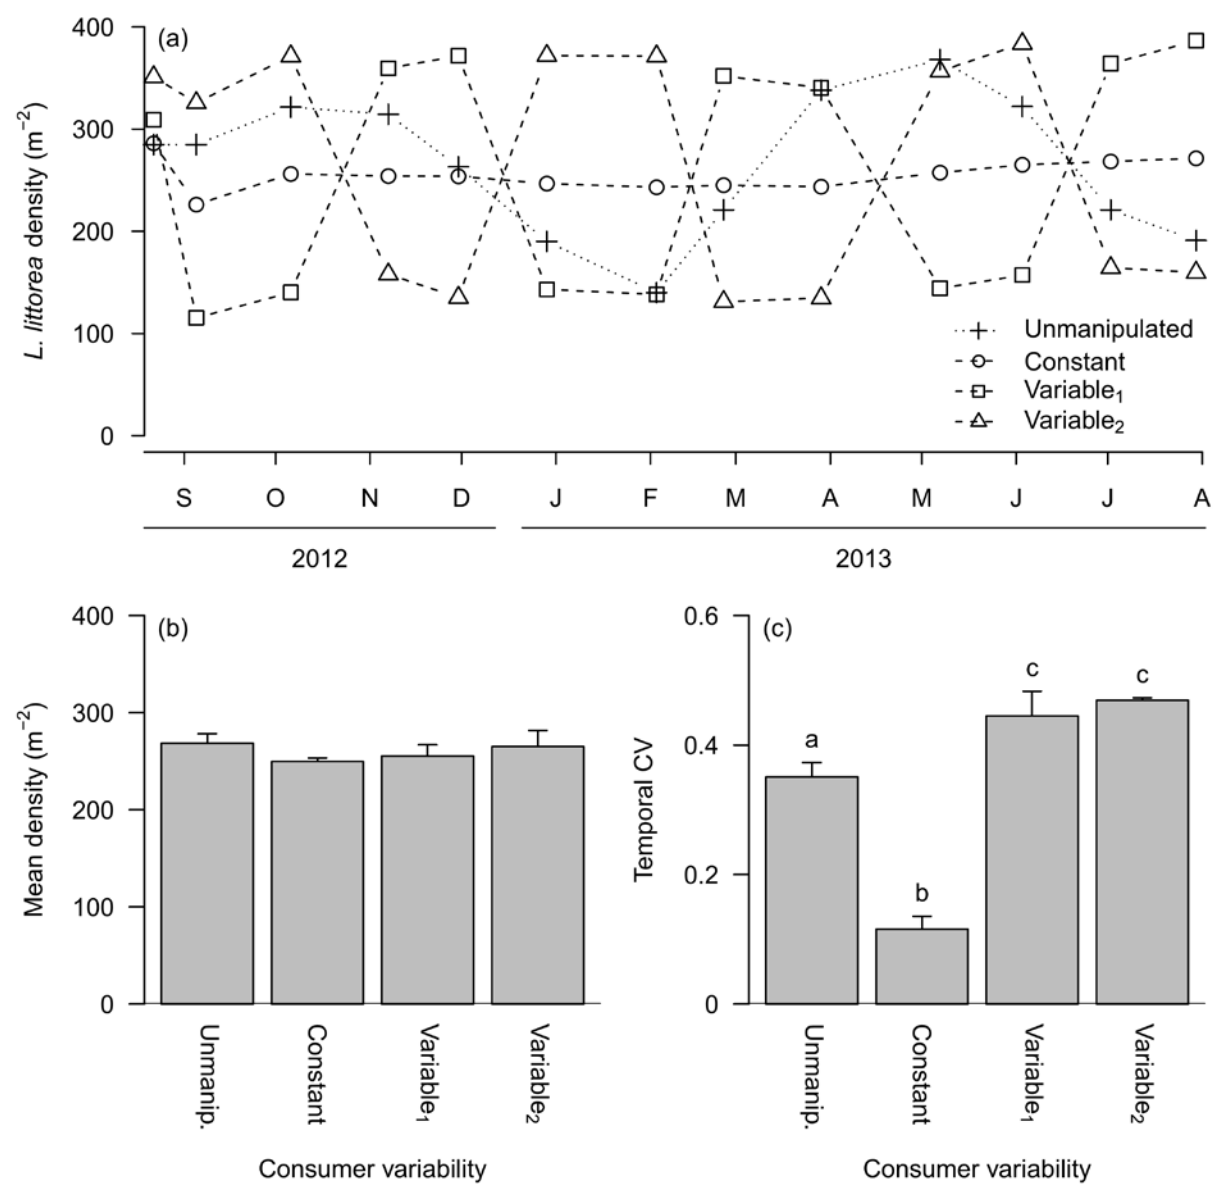 400
(a)
300
200
100
0
L. littorea density (m⁻²)
Unmanipulated
Constant
Variable₁
Variable₂
S O N D J F M A M J J A
2012 2013
400
(b)
300
200
100
0
Mean density (m⁻²)
Unmanip.
Constant
Variable₁
Variable₂
Consumer variability
0.6
(c)
0.4
0.2
0
Temporal CV
a
b
c
c
Unmanip.
Constant
Variable₁
Variable₂
Consumer variability